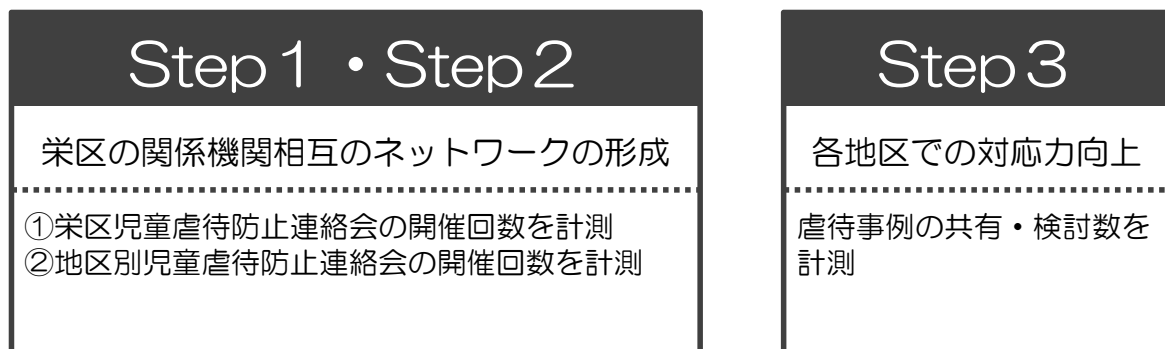 Step1・Step2
栄区の関係機関相互のネットワークの形成
①栄区児童虐待防止連絡会の開催回数を計測
②地区別児童虐待防止連絡会の開催回数を計測
Step3
各地区での対応力向上
虐待事例の共有・検討数を
計測